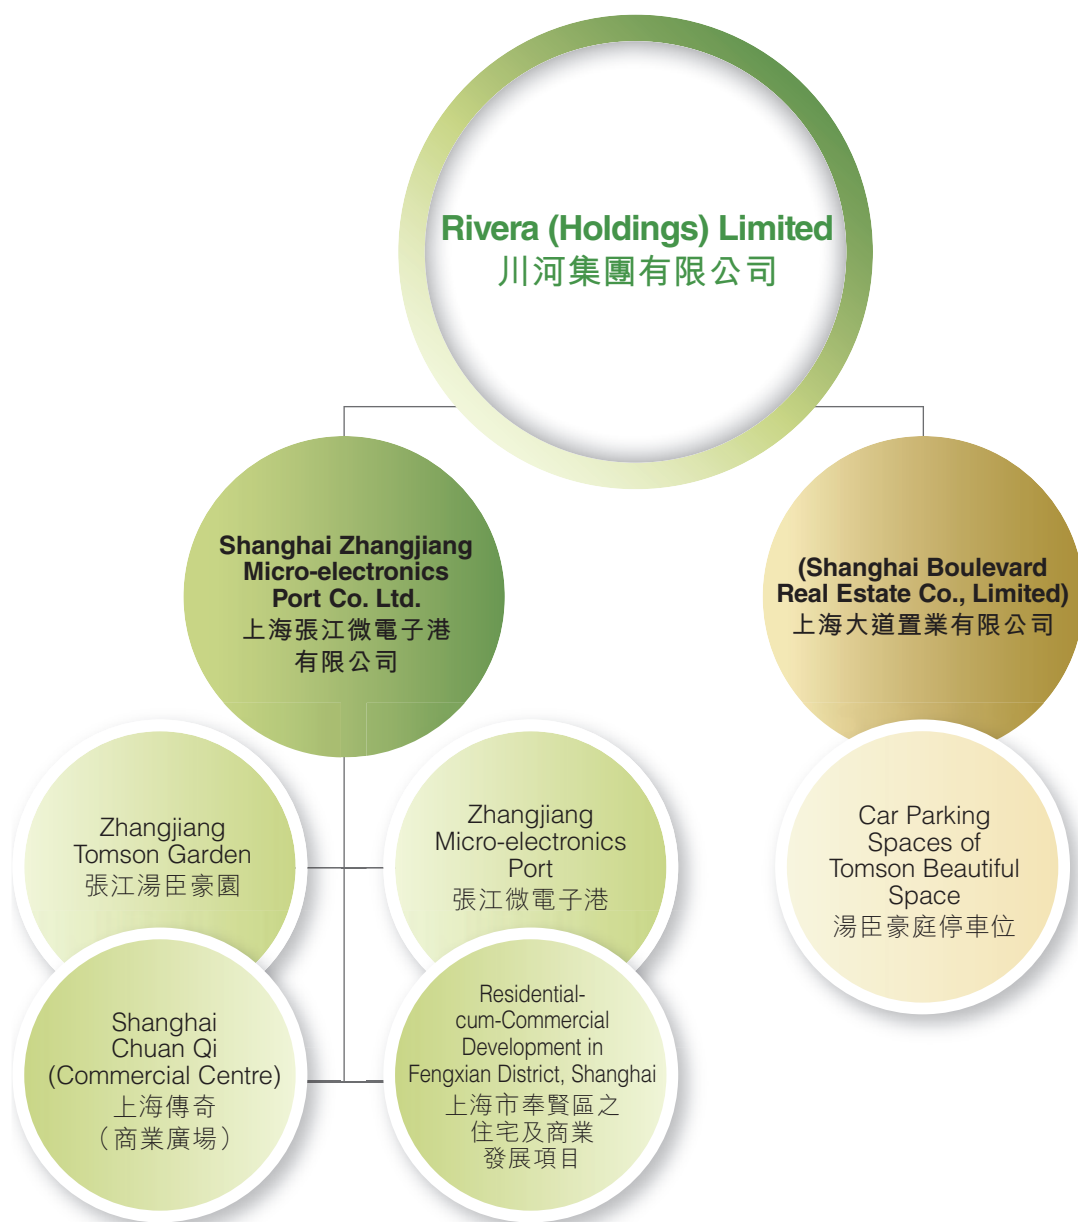 Rivera (Holdings) Limited
川河集團有限公司
Shanghai Zhangjiang
Micro-electronics
Port Co. Ltd.
上海張江微電子港
有限公司
(Shanghai Boulevard
Real Estate Co., Limited)
上海大道置業有限公司
Zhangjiang
Tomson Garden
張江湯臣豪園
Zhangjiang
Micro-electronics
Port
張江微電子港
Car Parking
Spaces of
Tomson Beautiful
Space
湯臣豪庭停車位
Shanghai
Chuan Qi
(Commercial Centre)
上海傳奇
（商業廣場）
Residential-
cum-Commercial
Development in
Fengxian District, Shanghai
上海市奉賢區之
住宅及商業
發展項目